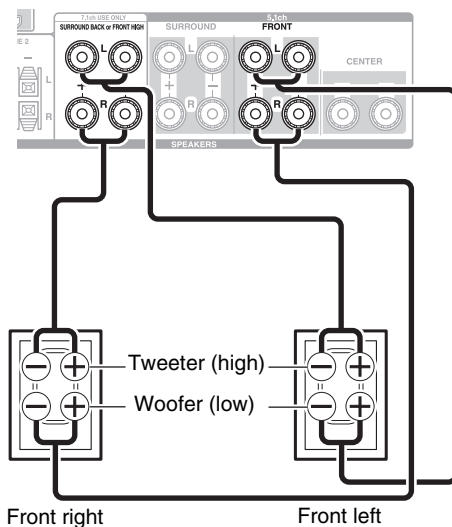 7.1ch USE ONLY
SURROUND BACK or FRONT HIGH
SURROUND
5.1ch
FRONT
CENTER
L
L
L
L
R
R
R
R
SPEAKERS
Tweeter (high)
Woofer (low)
Front right
Front left